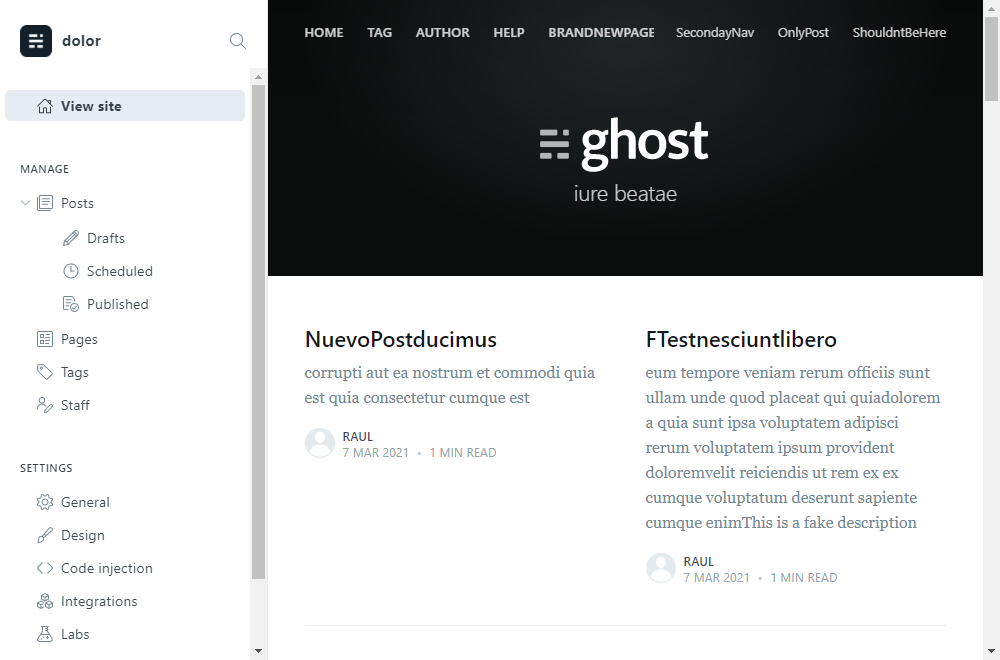 dolor
View site
MANAGE
Posts
Drafts
Scheduled
Published
Pages
Tags
Staff
SETTINGS
General
Design
Code injection
Integrations
Labs
HOME TAG AUTHOR HELP BRANDNEWPAGE SecondayNav OnlyPost ShouldntBeHere
ghost
iure beatae
NuevoPostducimus
corrupti aut ea nostrum et commodi quia
est quia consectetur cumque est
RAUL
7 MAR 2021 • 1 MIN READ
FTestnesciuntlibero
eum tempore veniam rerum officiis sunt
ullam unde quod placeat qui quiadolorem
a quia sunt ipsa voluptatem adipisci
rerum voluptatem ipsum provident
doloremvelit reiciendis ut rem ex ex
cumque voluptatum deserunt sapiente
cumque enimThis is a fake description
RAUL
7 MAR 2021 • 1 MIN READ